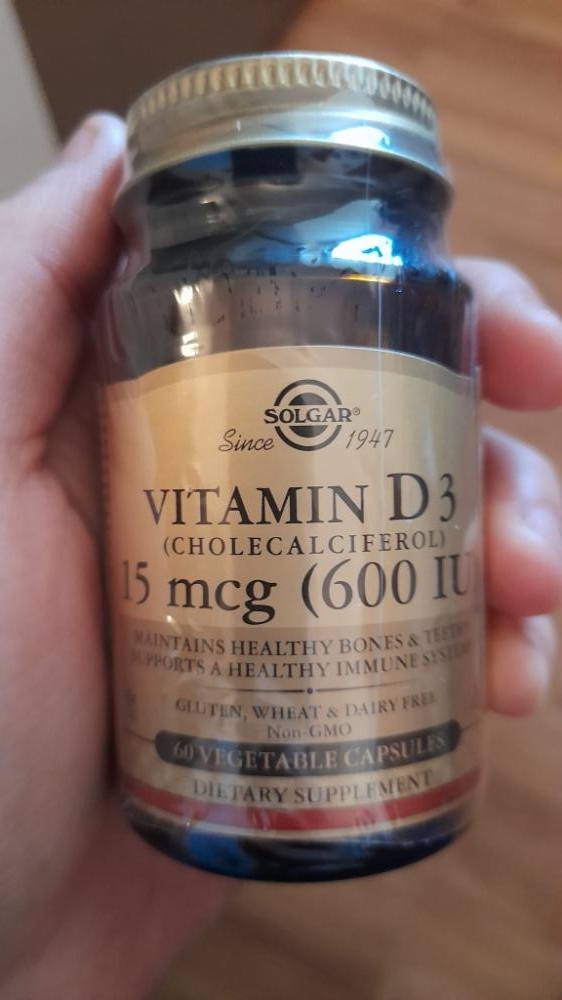 SOLGAR®
Since 1947
VITAMIN D3
(CHOLECALCIFEROL)
15 mcg (600 IU
MAINTAINS HEALTHY BONES & TEETH
SUPPORTS A HEALTHY IMMUNE SYSTEM
GLUTEN, WHEAT & DAIRY FREE
Non-GMO
60 VEGETABLE CAPSULES
DIETARY SUPPLEMENT